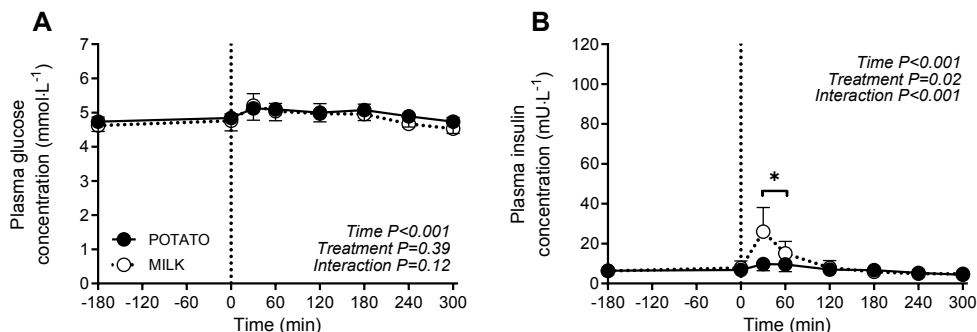 A
Plasma glucose
concentration (mmol·L⁻¹)
7
6
5
4
3
2
1
0
POTATO
MILK
Time P<0.001
Treatment P=0.39
Interaction P=0.12
-180 -120 -60 0 60 120 180 240 300
Time (min)
B
Plasma insulin
concentration (mU·L⁻¹)
120
100
80
60
40
20
0
Time P<0.001
Treatment P=0.02
Interaction P<0.001
*
-180 -120 -60 0 60 120 180 240 300
Time (min)